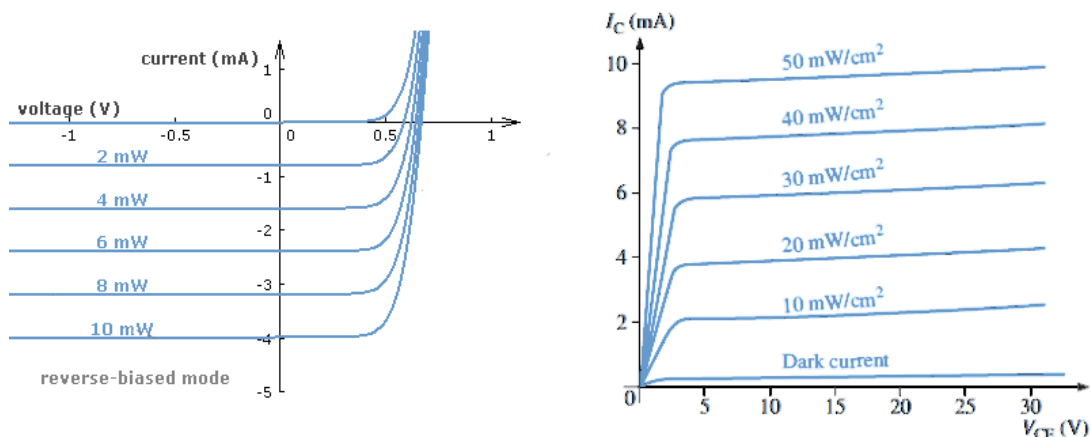 current (mA)
1
voltage (V)
0
-1
-0.5
0
0.5
1
2 mW
-1
4 mW
-2
6 mW
8 mW
-3
10 mW
-4
reverse-biased mode
-5
I_C (mA)
10
50 mW/cm²
8
40 mW/cm²
6
30 mW/cm²
4
20 mW/cm²
2
10 mW/cm²
Dark current
0
5
10
15
20
25
30
V_CE (V)